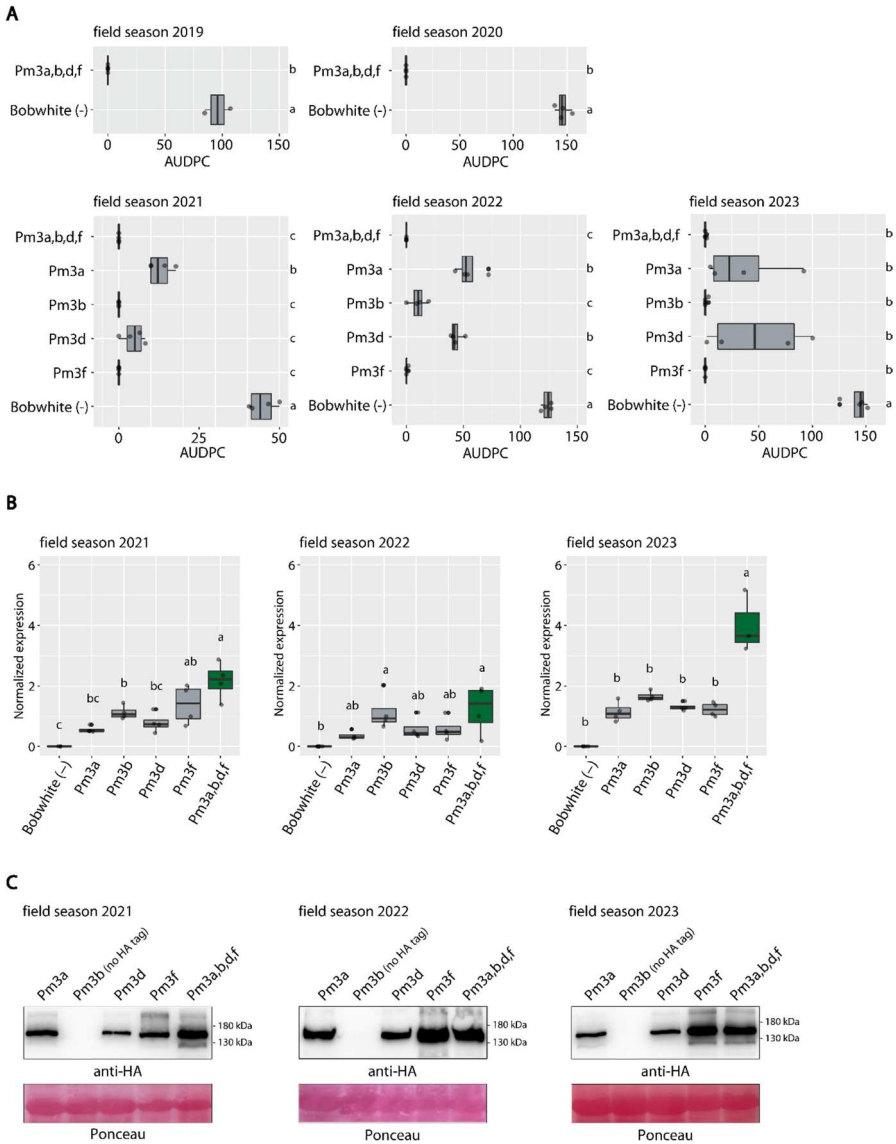 A
field season 2019
field season 2020
Pm3a,b,d,f
b
Bobwhite (-)
a
0 50 100 150
AUDPC
Pm3a,b,d,f
b
Bobwhite (-)
a
0 50 100 150
AUDPC
field season 2021
field season 2022
field season 2023
Pm3a,b,d,f
c
Pm3a
b
Pm3b
c
Pm3d
c
Pm3f
c
Bobwhite (-)
a
0 25 50
AUDPC
Pm3a,b,d,f
c
Pm3a
b
Pm3b
c
Pm3d
b
Pm3f
c
Bobwhite (-)
a
0 50 100 150
AUDPC
Pm3a,b,d,f
b
Pm3a
b
Pm3b
b
Pm3d
b
Pm3f
b
Bobwhite (-)
a
0 50 100 150
AUDPC
B
field season 2021
Normalized expression
6
4
2
0
c bc b bc ab a
Bobwhite (−)
Pm3a
Pm3b
Pm3d
Pm3f
Pm3a,b,d,f
field season 2022
Normalized expression
6
4
2
0
b ab a ab ab a
Bobwhite (−)
Pm3a
Pm3b
Pm3d
Pm3f
Pm3a,b,d,f
field season 2023
Normalized expression
6
4
2
0
b b b b b a
Bobwhite (−)
Pm3a
Pm3b
Pm3d
Pm3f
Pm3a,b,d,f
C
field season 2021
Pm3a
Pm3b (no HA tag)
Pm3d
Pm3f
Pm3a,b,d,f
180 kDa
130 kDa
anti-HA
Ponceau
field season 2022
Pm3a
Pm3b (no HA tag)
Pm3d
Pm3f
Pm3a,b,d,f
180 kDa
130 kDa
anti-HA
Ponceau
field season 2023
Pm3a
Pm3b (no HA tag)
Pm3d
Pm3f
Pm3a,b,d,f
180 kDa
130 kDa
anti-HA
Ponceau